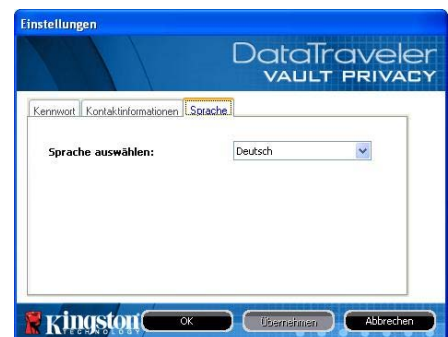 Einstellungen
DataTraveler
VAULT PRIVACY
Kennwort Kontaktinformationen Sprache
Sprache auswählen: Deutsch
Kingston OK Übernehmen Abbrechen
TECHNOLOGY